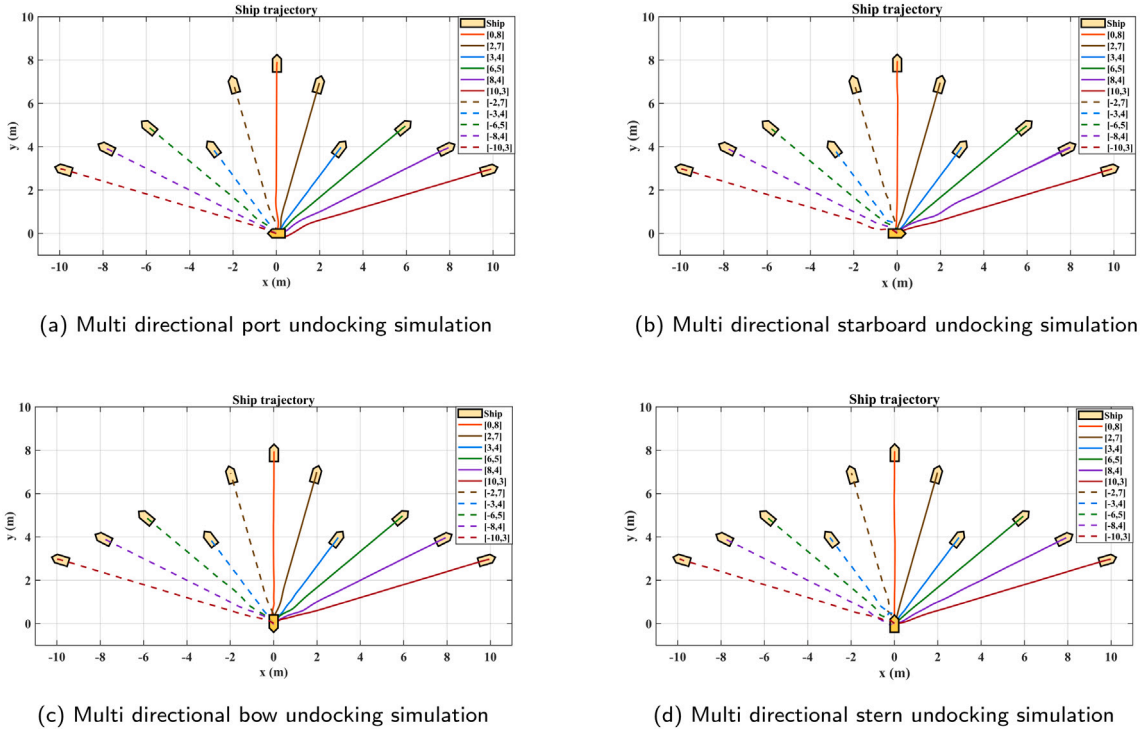 Ship trajectory
10
8
6
4
2
0
y (m)
-10 -8 -6 -4 -2 0 2 4 6 8 10
x (m)
Ship
[0,8]
[2,7]
[3,4]
[6,5]
[8,4]
[10,3]
[-2,7]
[-3,4]
[-6,5]
[-8,4]
[-10,3]
(a) Multi directional port undocking simulation
Ship trajectory
10
8
6
4
2
0
y (m)
-10 -8 -6 -4 -2 0 2 4 6 8 10
x (m)
Ship
[0,8]
[2,7]
[3,4]
[6,5]
[8,4]
[10,3]
[-2,7]
[-3,4]
[-6,5]
[-8,4]
[-10,3]
(b) Multi directional starboard undocking simulation
Ship trajectory
10
8
6
4
2
0
y (m)
-10 -8 -6 -4 -2 0 2 4 6 8 10
x (m)
Ship
[0,8]
[2,7]
[3,4]
[6,5]
[8,4]
[10,3]
[-2,7]
[-3,4]
[-6,5]
[-8,4]
[-10,3]
(c) Multi directional bow undocking simulation
Ship trajectory
10
8
6
4
2
0
y (m)
-10 -8 -6 -4 -2 0 2 4 6 8 10
x (m)
Ship
[0,8]
[2,7]
[3,4]
[6,5]
[8,4]
[10,3]
[-2,7]
[-3,4]
[-6,5]
[-8,4]
[-10,3]
(d) Multi directional stern undocking simulation